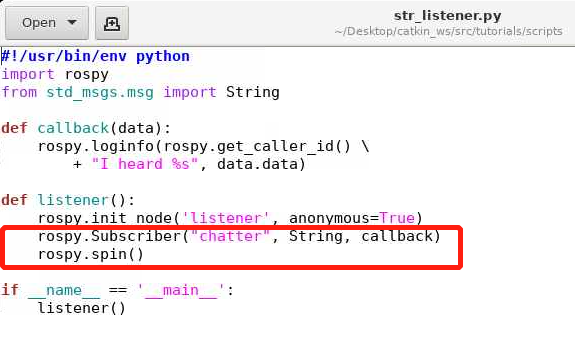 Open
str_listener.py
~/Desktop/catkin_ws/src/tutorials/scripts
#!/usr/bin/env python
import rospy
from std_msgs.msg import String
def callback(data):
    rospy.loginfo(rospy.get_caller_id() \
        + "I heard %s", data.data)
def listener():
    rospy.init_node('listener', anonymous=True)
    rospy.Subscriber("chatter", String, callback)
    rospy.spin()
if __name__ == '__main__':
    listener()